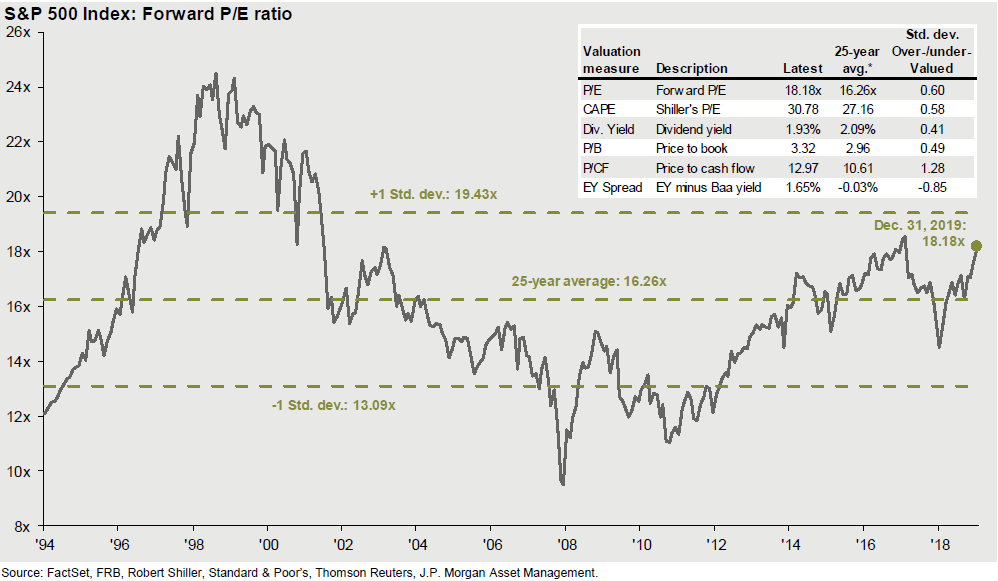 S&P 500 Index: Forward P/E ratio
26x
24x
22x
20x
18x
16x
14x
12x
10x
8x
Std. dev.
Valuation 25-year Over-/under-
measure Description Latest avg.* Valued
P/E Forward P/E 18.18x 16.26x 0.60
CAPE Shiller's P/E 30.78 27.16 0.58
Div. Yield Dividend yield 1.93% 2.09% 0.41
P/B Price to book 3.32 2.96 0.49
P/CF Price to cash flow 12.97 10.61 1.28
EY Spread EY minus Baa yield 1.65% -0.03% -0.85
+1 Std. dev.: 19.43x
Dec. 31, 2019:
18.18x
25-year average: 16.26x
-1 Std. dev.: 13.09x
'94 '96 '98 '00 '02 '04 '06 '08 '10 '12 '14 '16 '18
Source: FactSet, FRB, Robert Shiller, Standard & Poor's, Thomson Reuters, J.P. Morgan Asset Management.